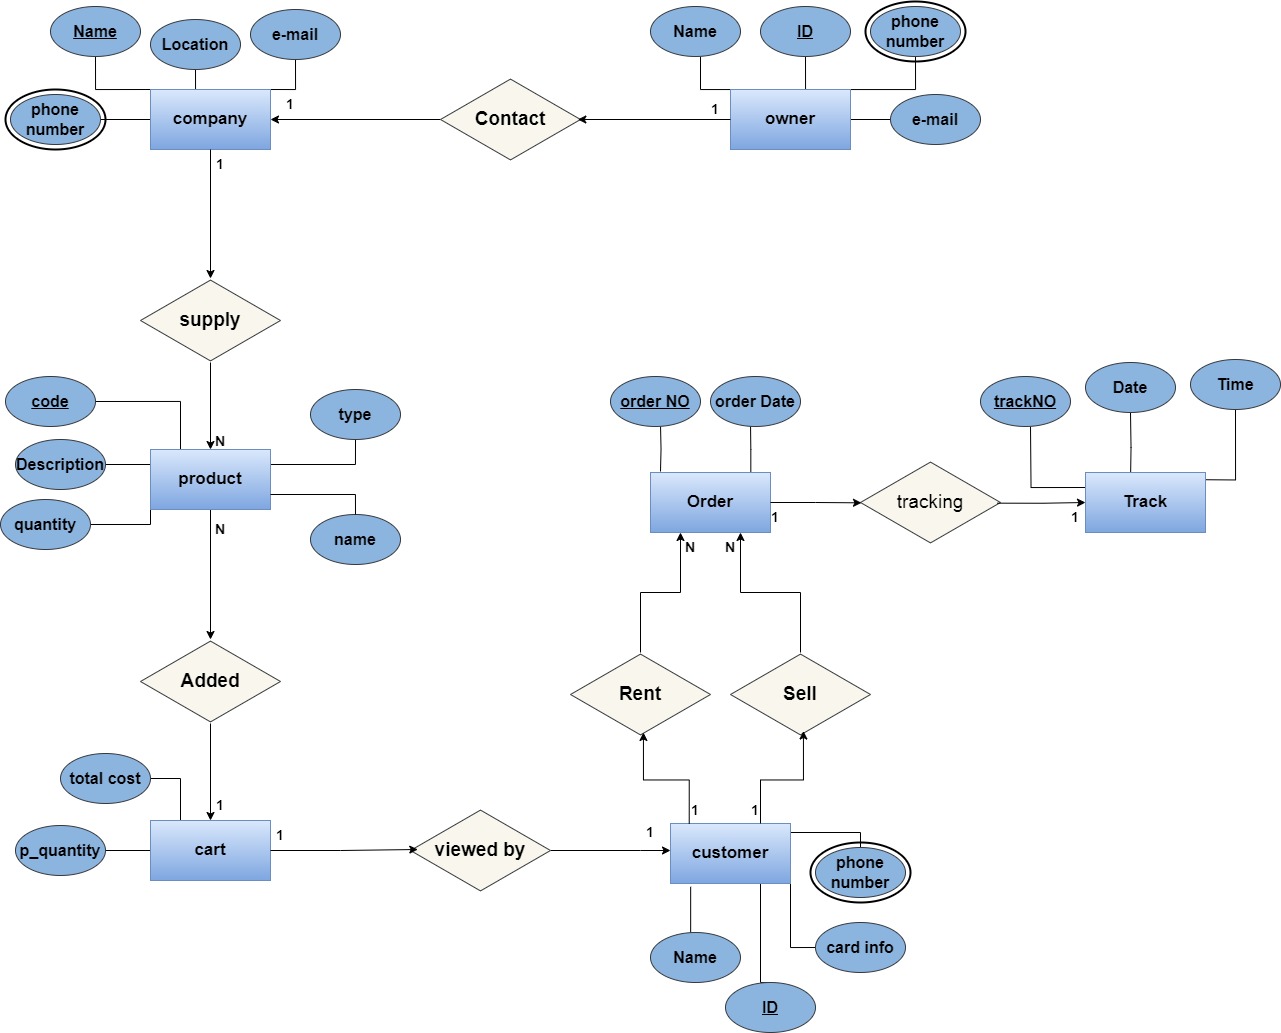 Name
Location
e-mail
Name
ID
phone
number
phone
number
company
1
Contact
1
owner
e-mail
1
supply
code
type
order NO
order Date
trackNO
Date
Time
N
Description
product
quantity
N
name
Order
1
tracking
1
Track
N
N
Added
Rent
Sell
total cost
1
1
1
p_quantity
cart
1
viewed by
1
customer
phone
number
Name
card info
ID